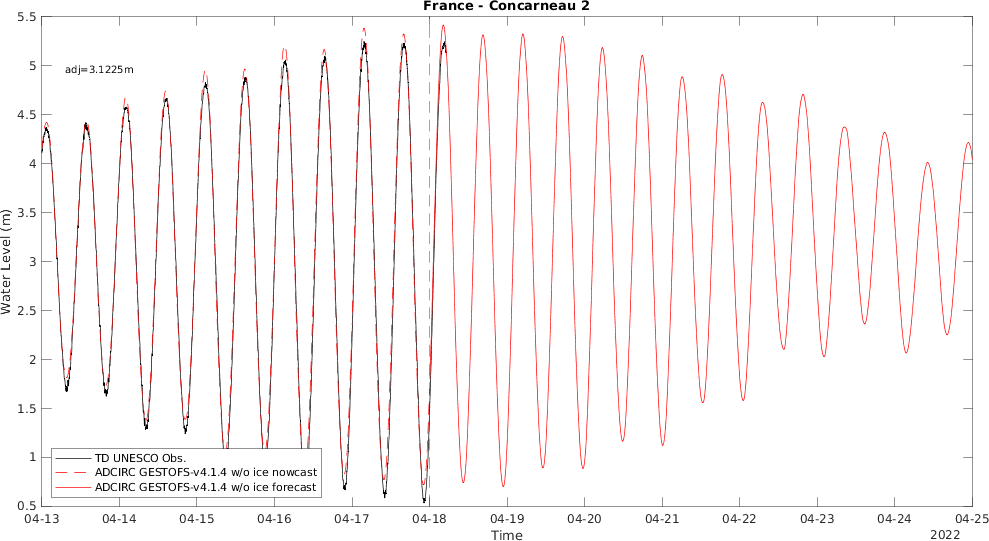 France - Concarneau 2
5.5
5
4.5
4
3.5
3
2.5
2
1.5
1
0.5
Water Level (m)
adj=3.1225m
TD UNESCO Obs.
ADCIRC GESTOFS-v4.1.4 w/o ice nowcast
ADCIRC GESTOFS-v4.1.4 w/o ice forecast
04-13 04-14 04-15 04-16 04-17 04-18 04-19 04-20 04-21 04-22 04-23 04-24 04-25
2022
Time